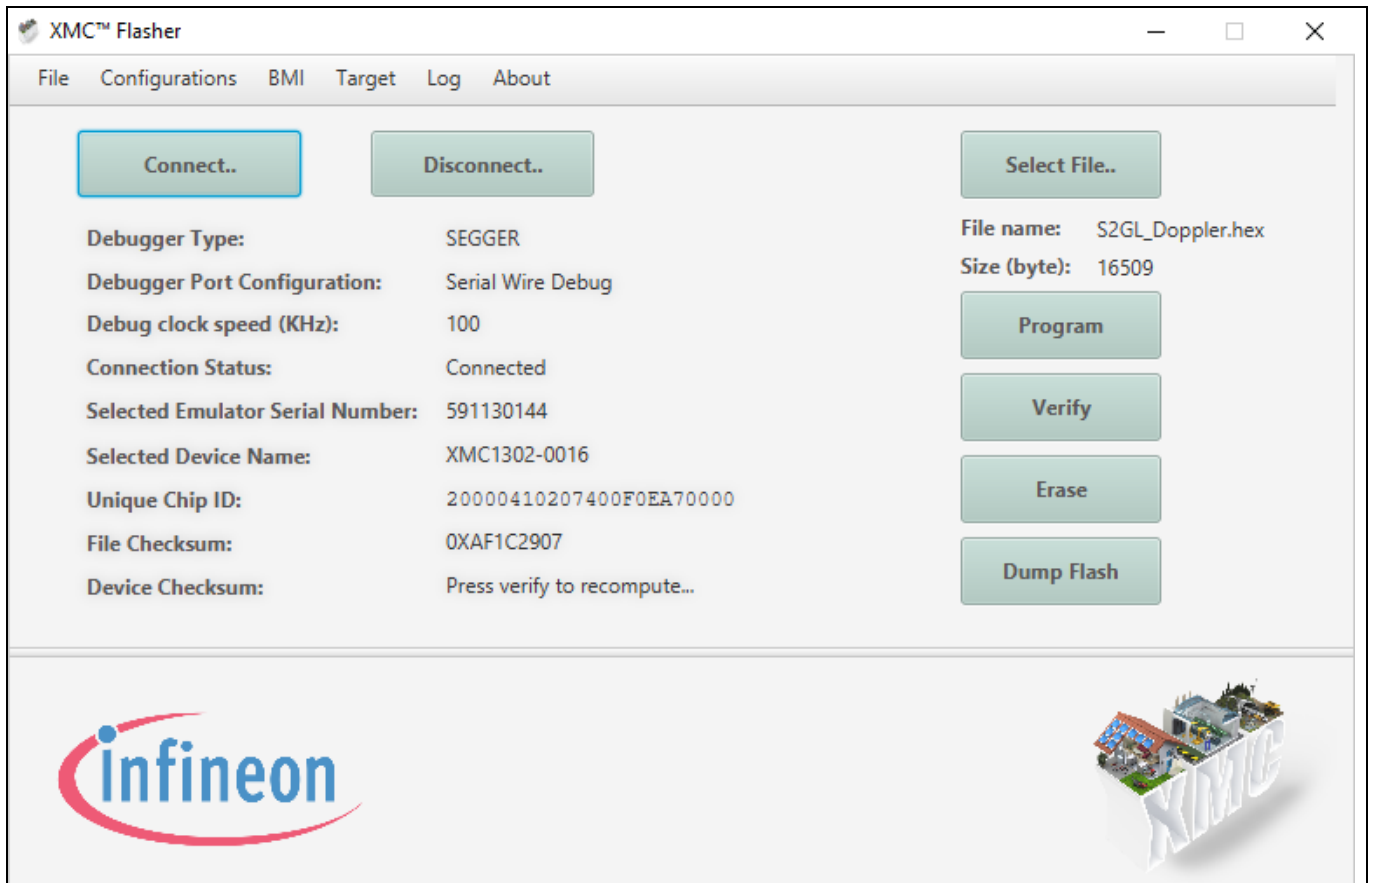 XMC™ Flasher
File Configurations BMI Target Log About
Connect.. Disconnect.. Select File..
File name: S2GL_Doppler.hex
Debugger Type: SEGGER
Size (byte): 16509
Debugger Port Configuration: Serial Wire Debug
Debug clock speed (KHz): 100
Program
Connection Status: Connected
Selected Emulator Serial Number: 591130144
Verify
Selected Device Name: XMC1302-0016
Unique Chip ID: 20000410207400F0EA70000
Erase
File Checksum: 0XAF1C2907
Device Checksum: Press verify to recompute...
Dump Flash
infineon
XMC